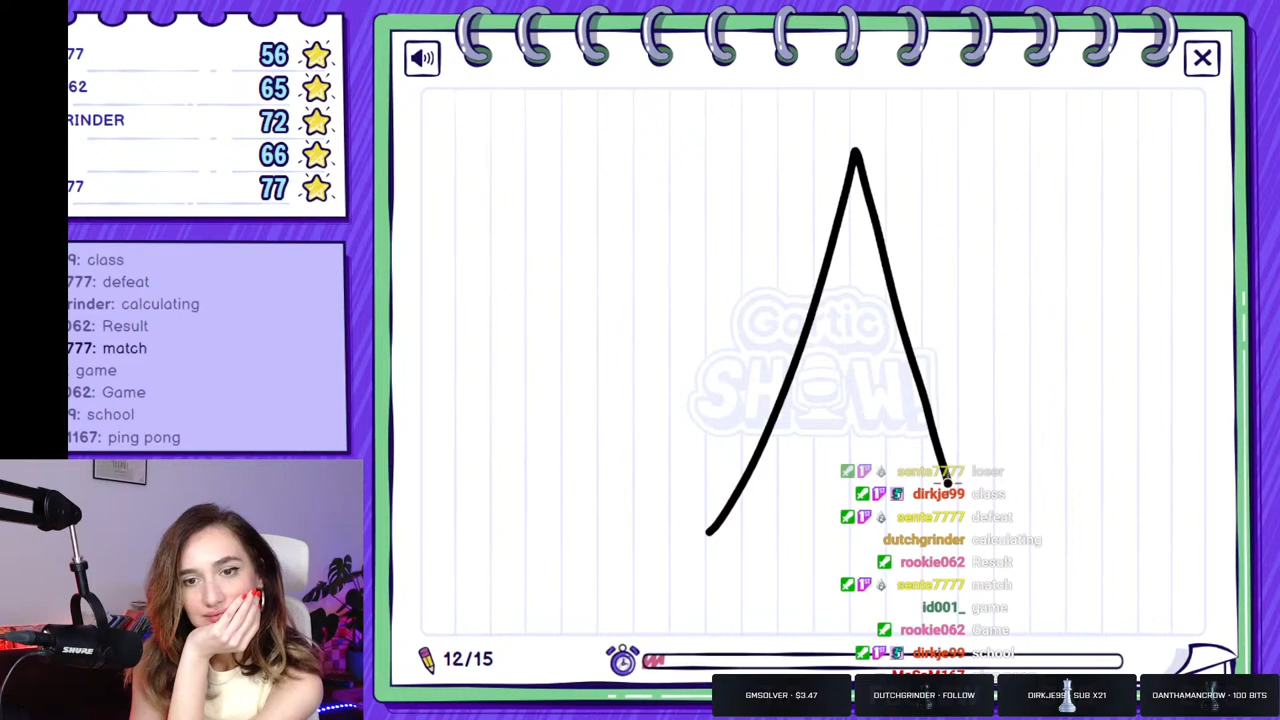 77 56
62 65
RINDER 72
66
77 77
9: class
777: defeat
rinder: calculating
062: Result
777: match
: game
062: Game
9: school
1167: ping pong
Gartic
SHOW!
sente7777 loser
dirkje99 class
sente7777 defeat
dutchgrinder calculating
rookie062 Result
sente7777 match
id001_ game
rookie062 Game
dirkje99 school
12/15
SHURE
GMSOLVER · $3.47
DUTCHGRINDER · FOLLOW
DIRKJE99 SUB X21
DANTHAMANCHOW · 100 BITS